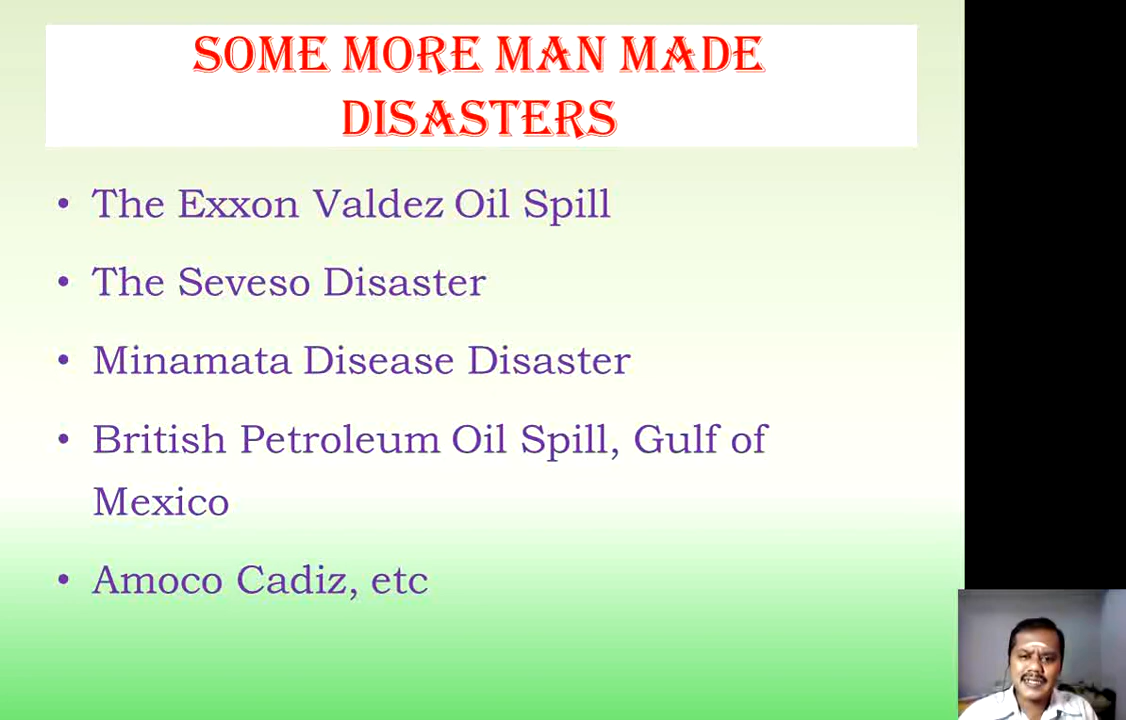 SOME MORE MAN MADE
DISASTERS
• The Exxon Valdez Oil Spill
• The Seveso Disaster
• Minamata Disease Disaster
• British Petroleum Oil Spill, Gulf of
Mexico
• Amoco Cadiz, etc